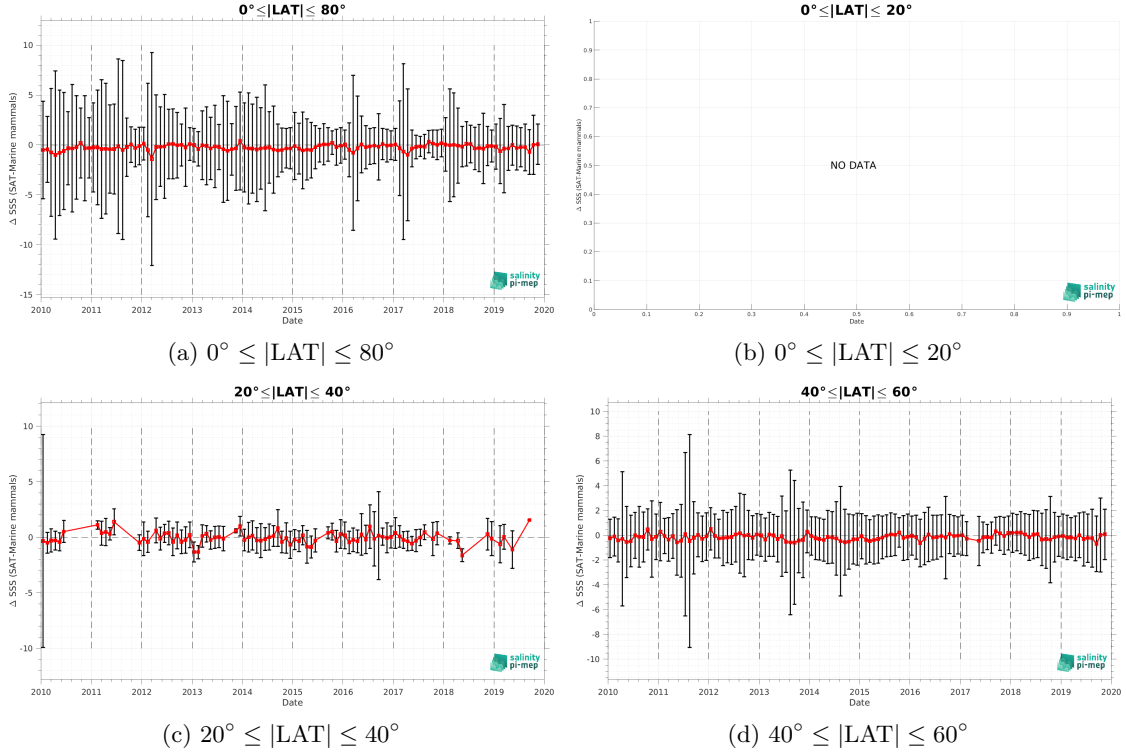 0°≤|LAT|≤ 80°
Δ SSS (SAT-Marine mammals)
10
5
0
-5
-10
-15
2010 2011 2012 2013 2014 2015 2016 2017 2018 2019 2020
Date
salinity
pi-mep
(a) 0° ≤ |LAT| ≤ 80°
0°≤|LAT|≤ 20°
Δ SSS (SAT-Marine mammals)
1
0.9
0.8
0.7
0.6
0.5
0.4
0.3
0.2
0.1
0
NO DATA
0 0.1 0.2 0.3 0.4 0.5 0.6 0.7 0.8 0.9 1
Date
salinity
pi-mep
(b) 0° ≤ |LAT| ≤ 20°
20°≤|LAT|≤ 40°
Δ SSS (SAT-Marine mammals)
10
5
0
-5
-10
2010 2011 2012 2013 2014 2015 2016 2017 2018 2019 2020
Date
salinity
pi-mep
(c) 20° ≤ |LAT| ≤ 40°
40°≤|LAT|≤ 60°
Δ SSS (SAT-Marine mammals)
10
8
6
4
2
0
-2
-4
-6
-8
-10
2010 2011 2012 2013 2014 2015 2016 2017 2018 2019 2020
Date
salinity
pi-mep
(d) 40° ≤ |LAT| ≤ 60°